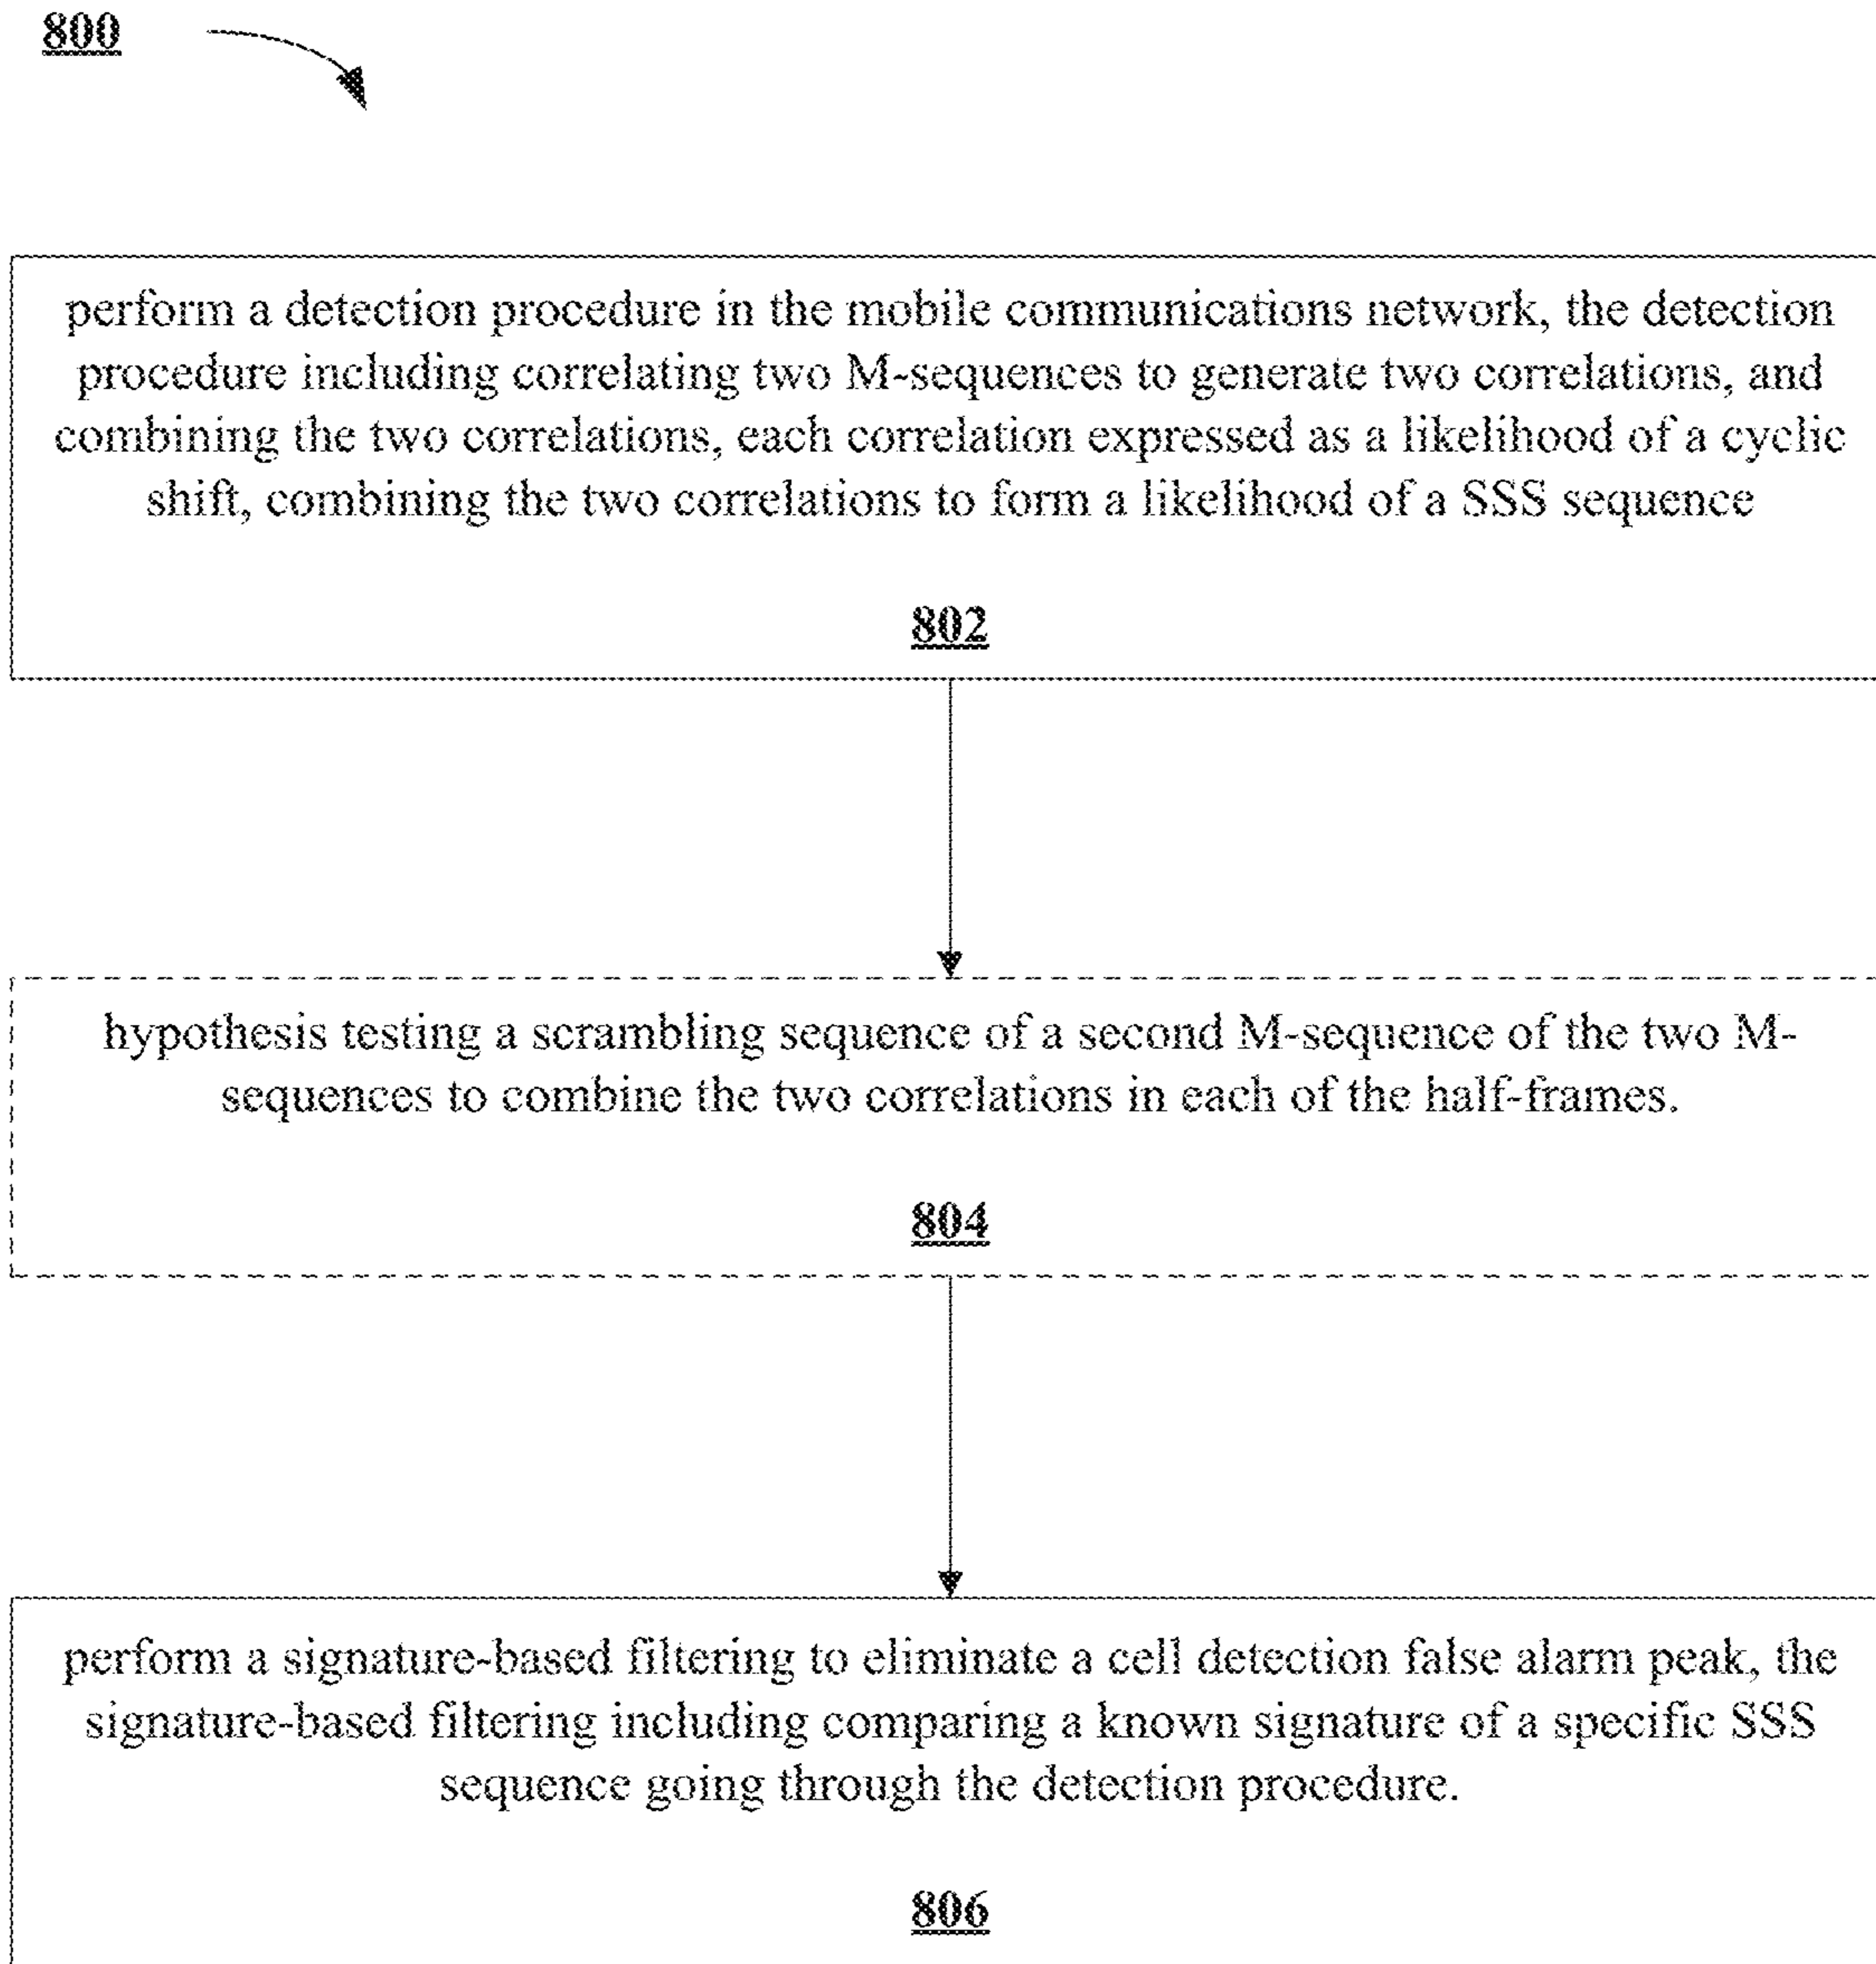 800
perform a detection procedure in the mobile communications network, the detection
procedure including correlating two M-sequences to generate two correlations, and
combining the two correlations, each correlation expressed as a likelihood of a cyclic
shift, combining the two correlations to form a likelihood of a SSS sequence
802
hypothesis testing a scrambling sequence of a second M-sequence of the two M-
sequences to combine the two correlations in each of the half-frames.
804
perform a signature-based filtering to eliminate a cell detection false alarm peak, the
signature-based filtering including comparing a known signature of a specific SSS
sequence going through the detection procedure.
806